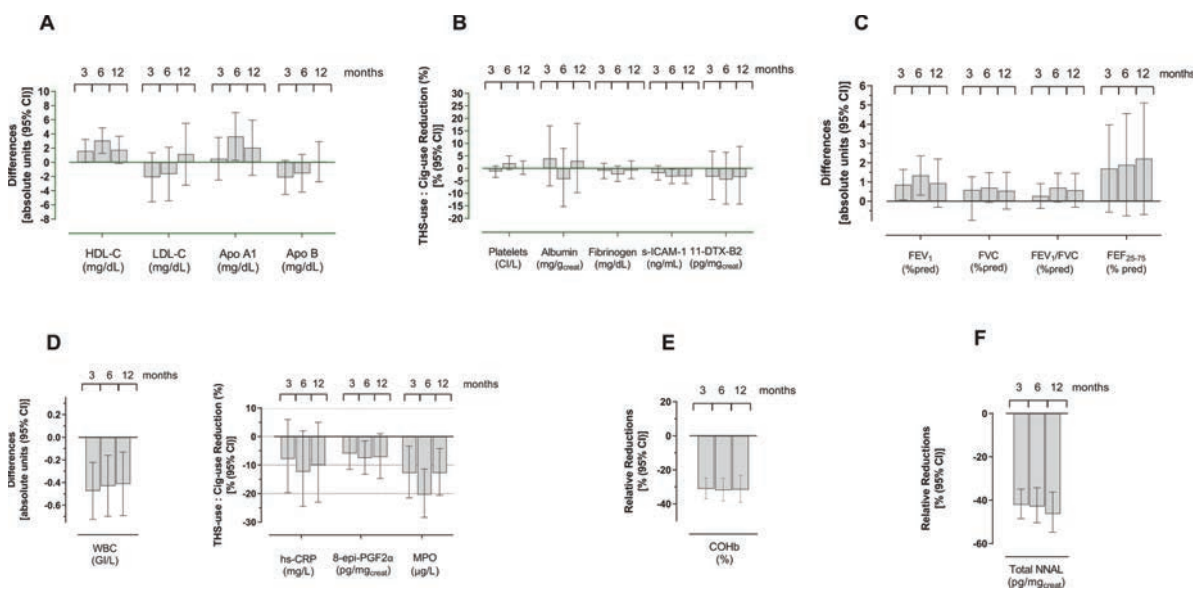 A
3 6 12 months
Differences
[absolute units (95% CI)]
10
8
6
4
2
0
-2
-4
-6
-8
HDL-C
(mg/dL)
LDL-C
(mg/dL)
Apo A1
(mg/dL)
Apo B
(mg/dL)
3 6 12
3 6 12
3 6 12
B
3 6 12
3 6 12
3 6 12
3 6 12
3 6 12 months
THS-use : Cig-use Reduction (%)
[% (95% CI)]
30
25
20
15
10
5
0
-5
-10
-15
-20
Platelets
(Cl/L)
Albumin
(mg/gcreat)
Fibrinogen
(mg/dL)
s-ICAM-1
(ng/mL)
11-DTX-B2
(pg/mgcreat)
C
3 6 12
3 6 12
3 6 12
3 6 12 months
Differences
[absolute units (95% CI)]
6
5
4
3
2
1
0
FEV1
(%pred)
FVC
(%pred)
FEV1/FVC
(%pred)
FEF25-75
(% pred)
D
3 6 12 months
Differences
[absolute units (95% CI)]
0.2
0.0
-0.2
-0.4
-0.6
WBC
(GI/L)
3 6 12
3 6 12
3 6 12 months
THS-use : Cig-use Reduction (%)
[% (95% CI)]
10
0
-10
-20
-30
hs-CRP
(mg/L)
8-epi-PGF2α
(pg/mgcreat)
MPO
(µg/L)
E
3 6 12 months
Relative Reductions
[% (95% CI)]
20
0
-20
-40
COHb
(%)
F
3 6 12 months
Relative Reductions
[% (95% CI)]
0
-20
-40
-60
Total NNAL
(pg/mgcreat)